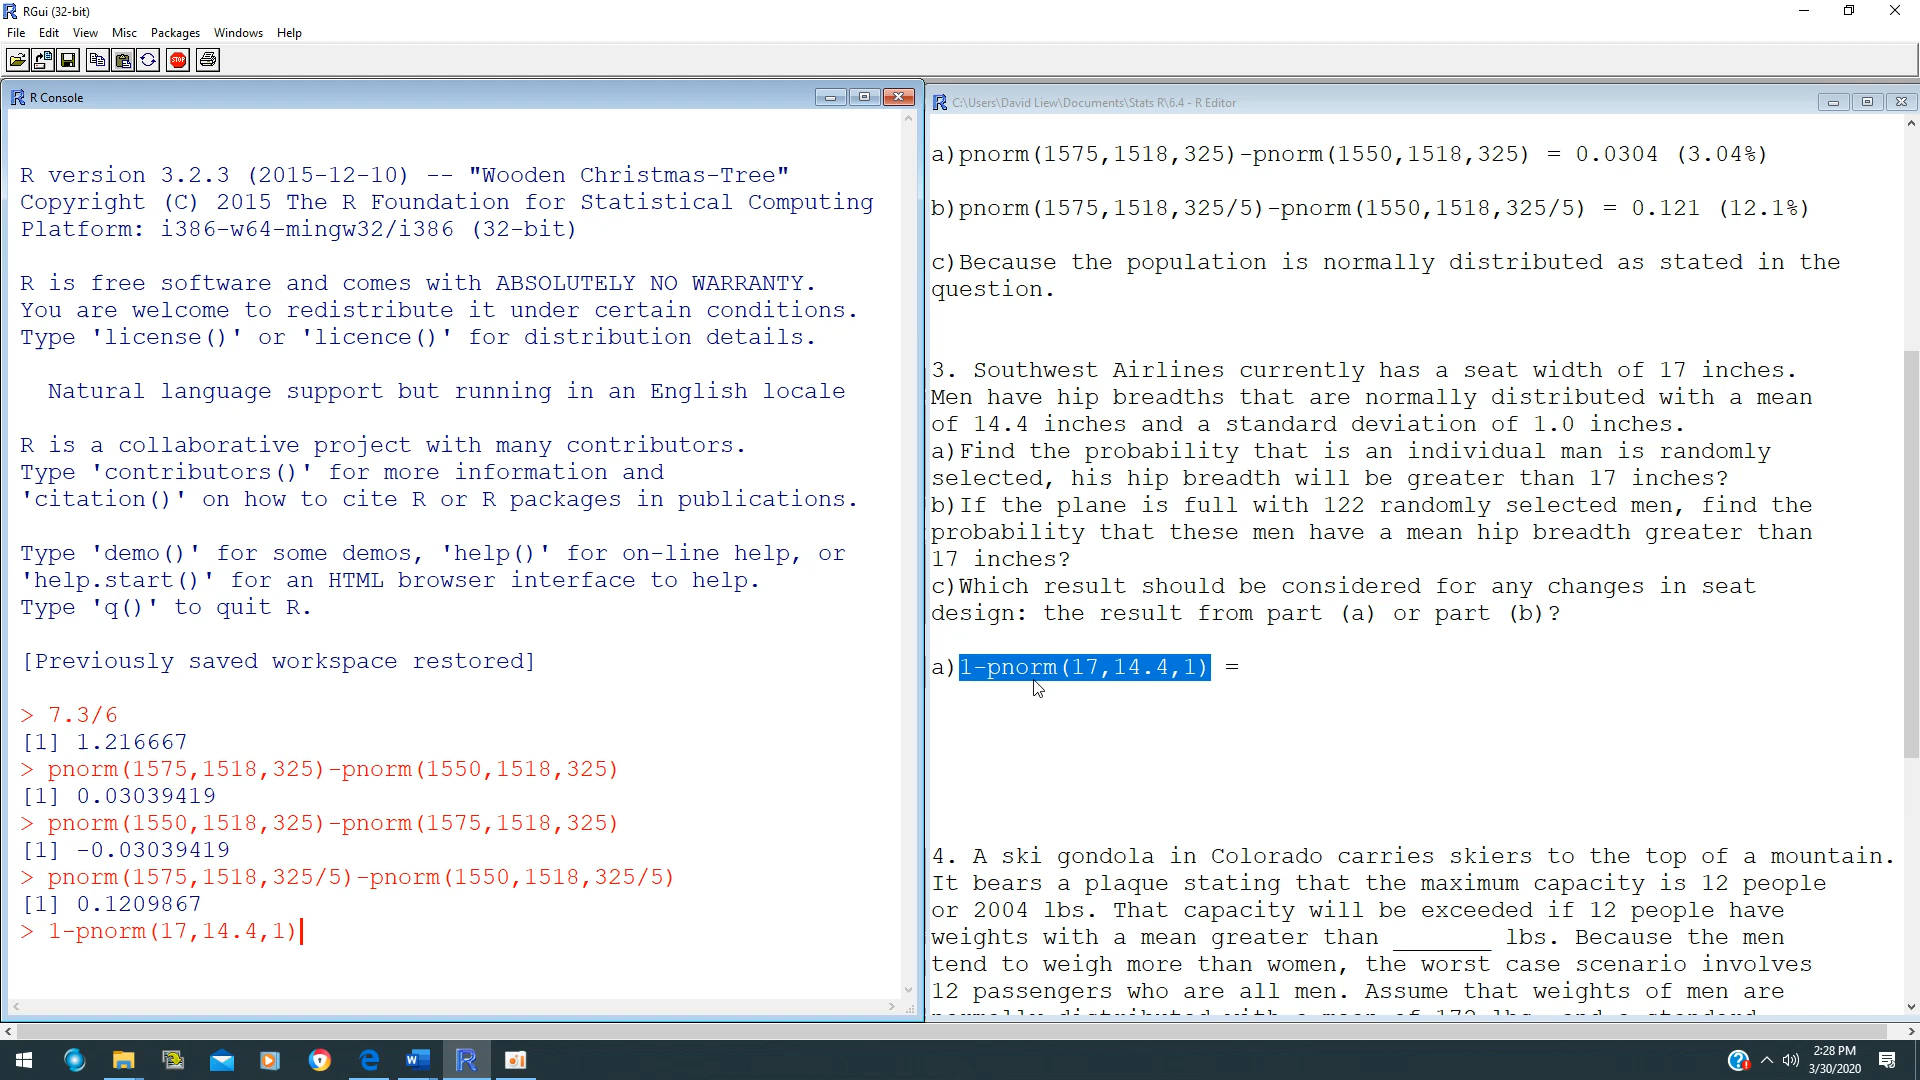 RGui (32-bit)
File Edit View Misc Packages Windows Help
STOP
R Console
R version 3.2.3 (2015-12-10) -- "Wooden Christmas-Tree"
Copyright (C) 2015 The R Foundation for Statistical Computing
Platform: i386-w64-mingw32/i386 (32-bit)
R is free software and comes with ABSOLUTELY NO WARRANTY.
You are welcome to redistribute it under certain conditions.
Type 'license()' or 'licence()' for distribution details.
Natural language support but running in an English locale
R is a collaborative project with many contributors.
Type 'contributors()' for more information and
'citation()' on how to cite R or R packages in publications.
Type 'demo()' for some demos, 'help()' for on-line help, or
'help.start()' for an HTML browser interface to help.
Type 'q()' to quit R.
[Previously saved workspace restored]
> 7.3/6
[1] 1.216667
> pnorm(1575,1518,325)-pnorm(1550,1518,325)
[1] 0.03039419
> pnorm(1550,1518,325)-pnorm(1575,1518,325)
[1] -0.03039419
> pnorm(1575,1518,325/5)-pnorm(1550,1518,325/5)
[1] 0.1209867
> 1-pnorm(17,14.4,1)
C:\Users\David Liew\Documents\Stats R\6.4 - R Editor
a)pnorm(1575,1518,325)-pnorm(1550,1518,325) = 0.0304 (3.04%)
b)pnorm(1575,1518,325/5)-pnorm(1550,1518,325/5) = 0.121 (12.1%)
c)Because the population is normally distributed as stated in the
question.
3. Southwest Airlines currently has a seat width of 17 inches.
Men have hip breadths that are normally distributed with a mean
of 14.4 inches and a standard deviation of 1.0 inches.
a)Find the probability that is an individual man is randomly
selected, his hip breadth will be greater than 17 inches?
b)If the plane is full with 122 randomly selected men, find the
probability that these men have a mean hip breadth greater than
17 inches?
c)Which result should be considered for any changes in seat
design: the result from part (a) or part (b)?
a)1-pnorm(17,14.4,1) =
4. A ski gondola in Colorado carries skiers to the top of a mountain.
It bears a plaque stating that the maximum capacity is 12 people
or 2004 lbs. That capacity will be exceeded if 12 people have
weights with a mean greater than _______ lbs. Because the men
tend to weigh more than women, the worst case scenario involves
12 passengers who are all men. Assume that weights of men are
2:28 PM
3/30/2020